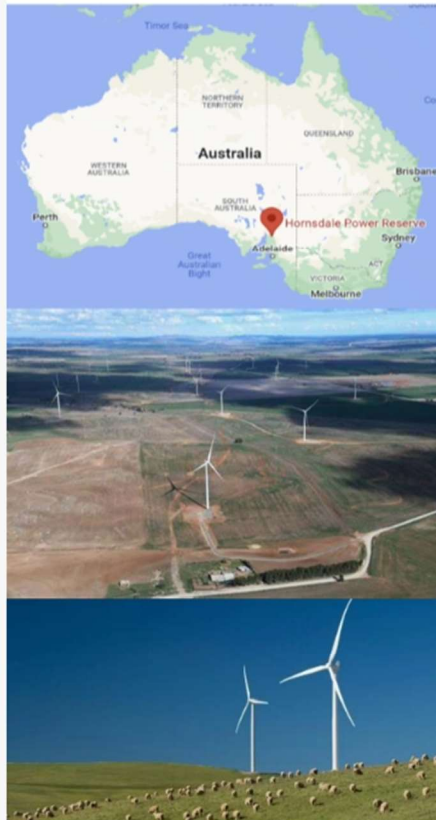 Timor Sea
NORTHERN
TERRITORY
QUEENSLAND
Australia
WESTERN
AUSTRALIA
Brisbane
SOUTH
AUSTRALIA
Perth
Hornsdale Power Reserve
Sydney
Adelaide
Great
Australian
Bight
ACT
VICTORIA
Melbourne